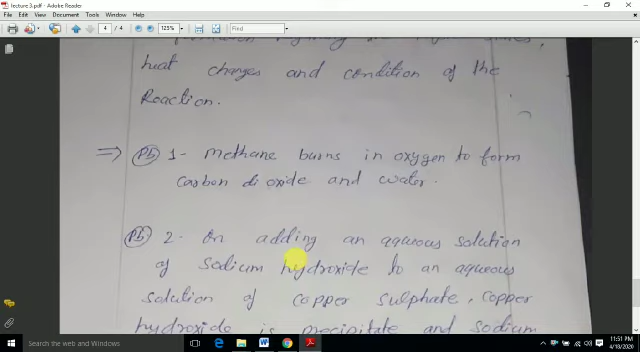 lecture 3.pdf - Adobe Reader
File Edit View Document Tools Window Help
4 / 4 125% Find
heat changes and condition of the
Reaction.
⇒ Pb 1- Methane burns in oxygen to form
carbon di oxide and water.
Pb 2- On adding an aqueous solution
of sodium hydroxide to an aqueous
solution of copper sulphate, copper
hydroxide is precipitate and sodium
Search the web and Windows
11:51 PM
4/18/2020